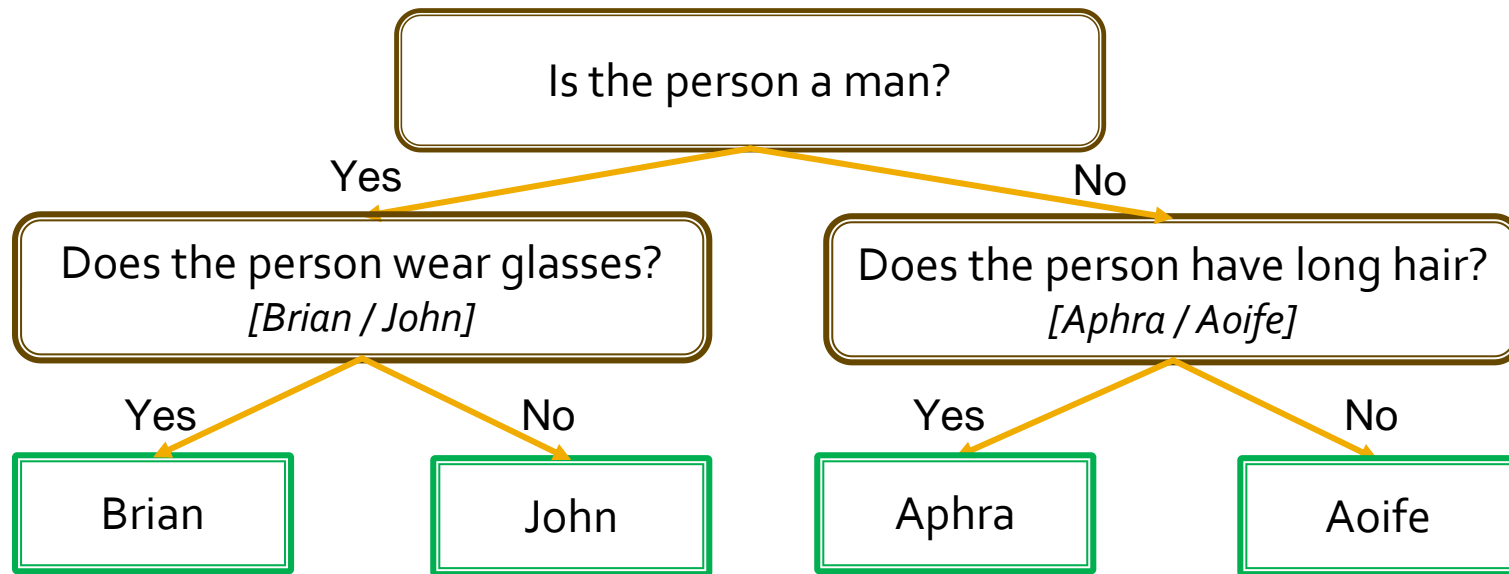 Is the person a man?
Yes
No
Does the person wear glasses?
[Brian / John]
Does the person have long hair?
[Aphra / Aoife]
Yes
No
Yes
No
Brian
John
Aphra
Aoife